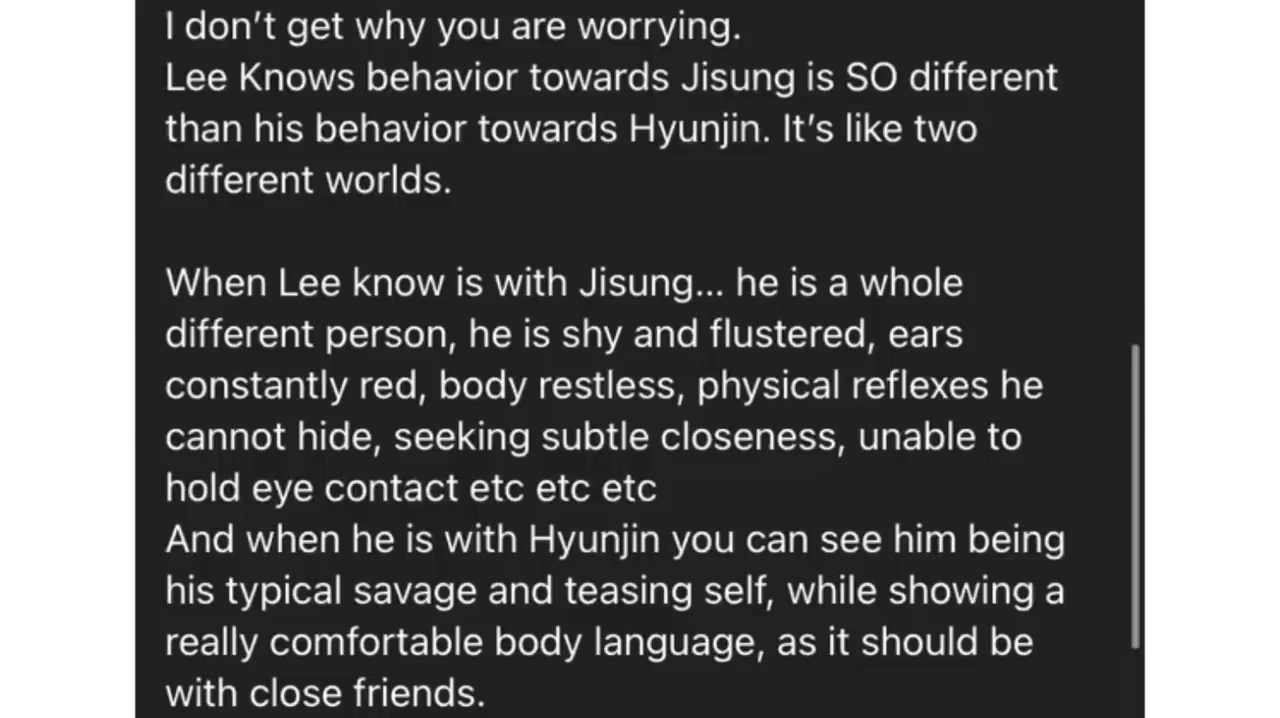 I don't get why you are worrying.
Lee Knows behavior towards Jisung is SO different
than his behavior towards Hyunjin. It's like two
different worlds.
When Lee know is with Jisung... he is a whole
different person, he is shy and flustered, ears
constantly red, body restless, physical reflexes he
cannot hide, seeking subtle closeness, unable to
hold eye contact etc etc etc
And when he is with Hyunjin you can see him being
his typical savage and teasing self, while showing a
really comfortable body language, as it should be
with close friends.